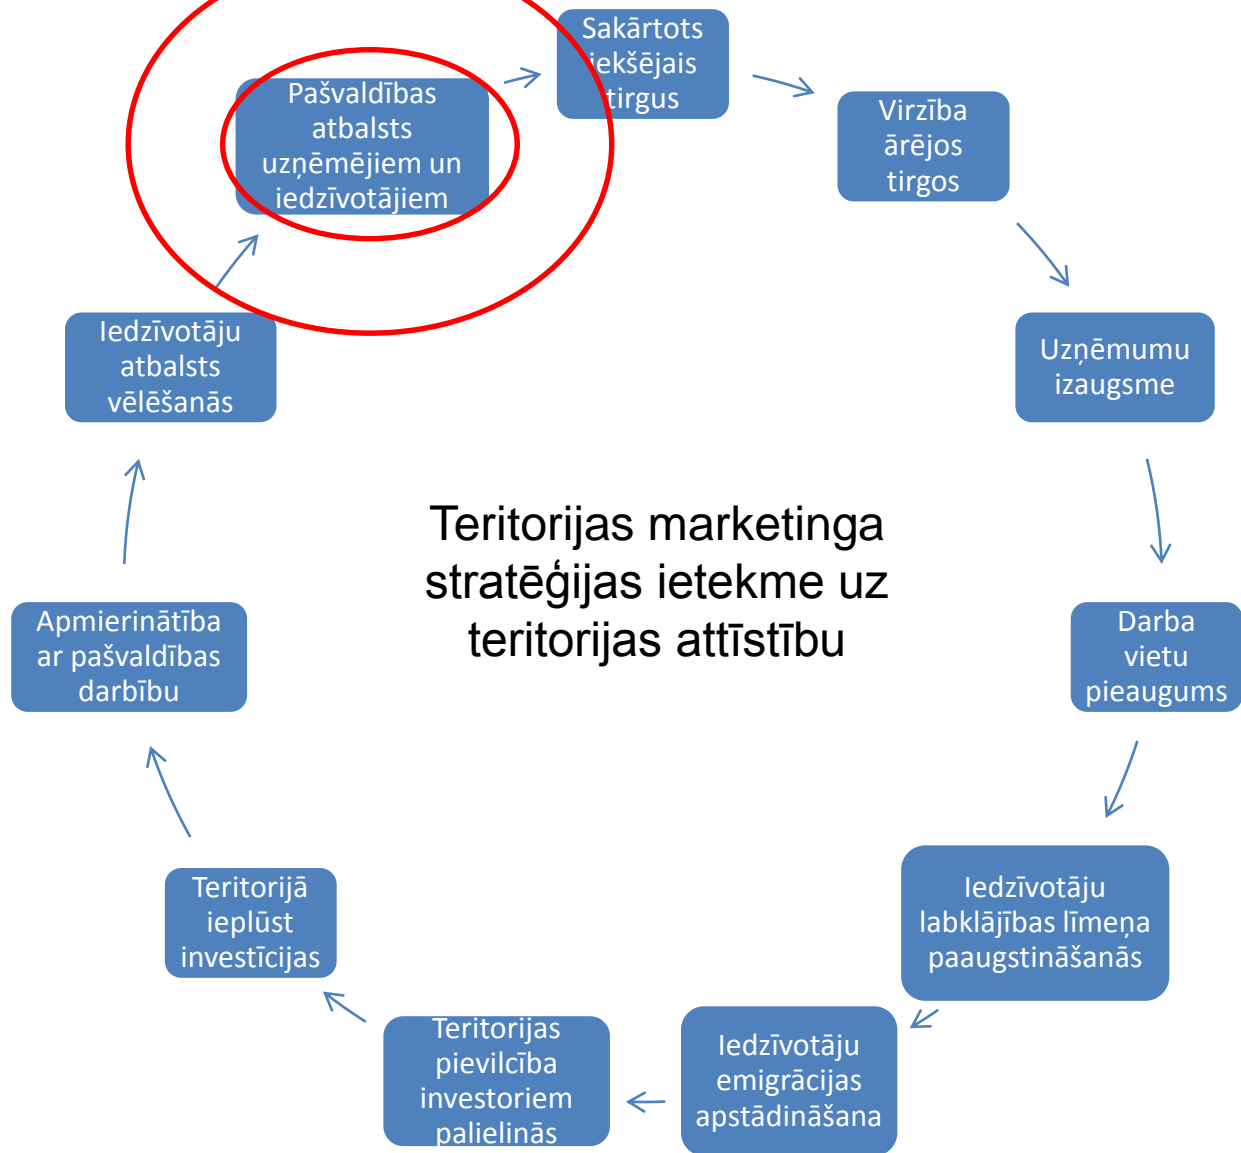 Sakārtots
iekšējais
tirgus
Pašvaldības
atbalsts
uzņēmējiem un
iedzīvotājiem
Virzība
ārējos
tirgos
Iedzīvotāju
atbalsts
vēlēšanās
Uzņēmumu
izaugsme
Teritorijas marketinga
stratēģijas ietekme uz
teritorijas attīstību
Apmierinātība
ar pašvaldības
darbību
Darba
vietu
pieaugums
Teritorijā
ieplūst
investīcijas
Iedzīvotāju
labklājības līmeņa
paaugstināšanās
Teritorijas
pievilcība
investoriem
palielinās
Iedzīvotāju
emigrācijas
apstādināšana